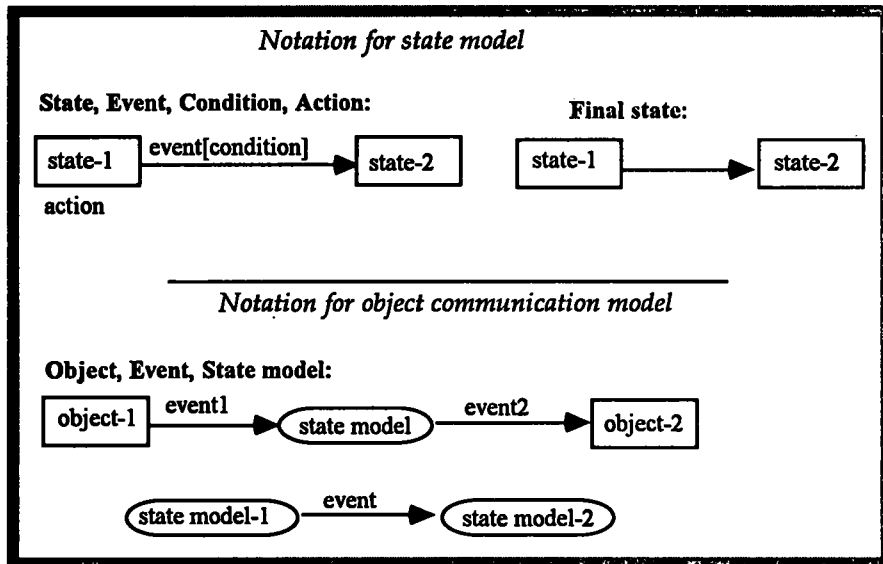 Notation for state model
State, Event, Condition, Action:
Final state:
state-1
event[condition]
state-2
state-1
state-2
action
Notation for object communication model
Object, Event, State model:
object-1
event1
state model
event2
object-2
state model-1
event
state model-2